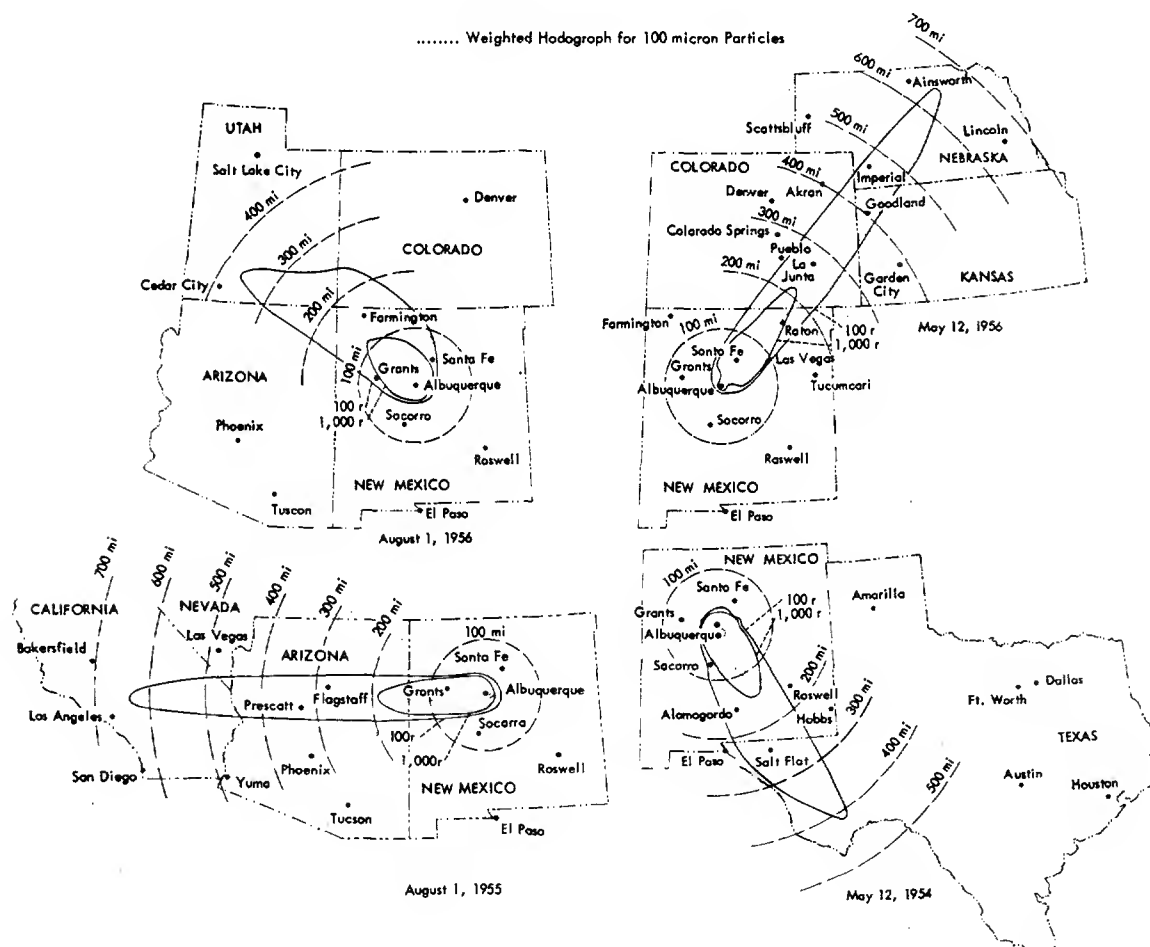 ........ Weighted Hodograph for 100 micron Particles
UTAH
Salt Lake City
400 mi
300 mi
200 mi
100 mi
Denver
COLORADO
Cedar City
Farmington
Santa Fe
Grants
Albuquerque
ARIZONA
100 r
1,000 r
Socorro
Phoenix
Roswell
NEW MEXICO
Tuscon
El Paso
August 1, 1956
700 mi
600 mi
Ainsworth
500 mi
Scottsbluff
Lincoln
NEBRASKA
COLORADO
400 mi
Imperial
Denver
Akran
Goodland
Colorado Springs
300 mi
Pueblo
La
Junta
200 mi
Garden
City
KANSAS
Farmington
100 mi
Raton
100 r
1,000 r
May 12, 1956
Santa Fe
Las Vegas
Grants
Albuquerque
Tucumcari
Socorro
Roswell
NEW MEXICO
El Paso
700 mi
600 mi
500 mi
400 mi
300 mi
200 mi
100 mi
CALIFORNIA
NEVADA
Las Vegas
Bakersfield
ARIZONA
Santa Fe
Flagstaff
Gronts
Albuquerque
Prescatt
Los Angeles
Socarra
100r
1,000r
San Diego
Yuma
Phoenix
Roswell
NEW MEXICO
Tucson
El Paso
August 1, 1955
NEW MEXICO
100 mi
Santa Fe
Amarilla
100 r
1,000 r
Grants
Albuquerque
Socorro
200 mi
Roswell
300 mi
Alamogordo
Hobbs
Dallas
Ft. Worth
400 mi
TEXAS
El Paso
Salt Flat
500 mi
Austin
Houston
May 12, 1954